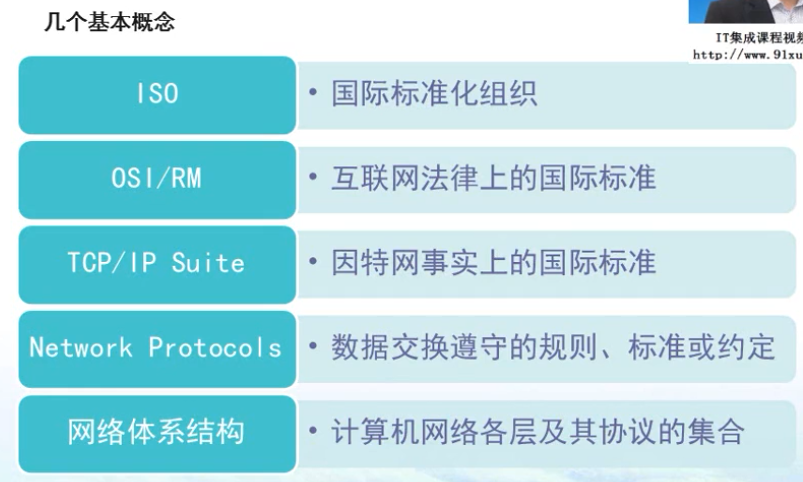 几个基本概念
IT集成课程视频
http://www.91xu
ISO
• 国际标准化组织
OSI/RM
• 互联网法律上的国际标准
TCP/IP Suite
• 因特网事实上的国际标准
Network Protocols
• 数据交换遵守的规则、标准或约定
网络体系结构
• 计算机网络各层及其协议的集合